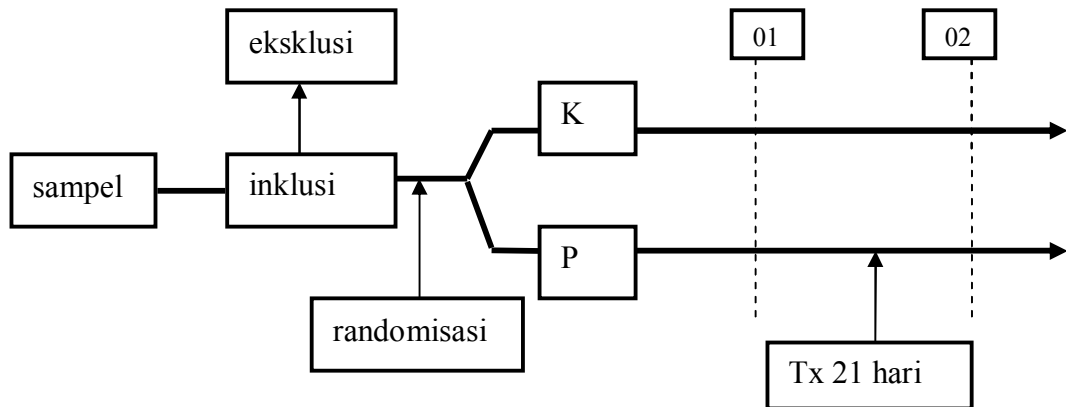 eksklusi
01
02
K
sampel
inklusi
P
randomisasi
Tx 21 hari